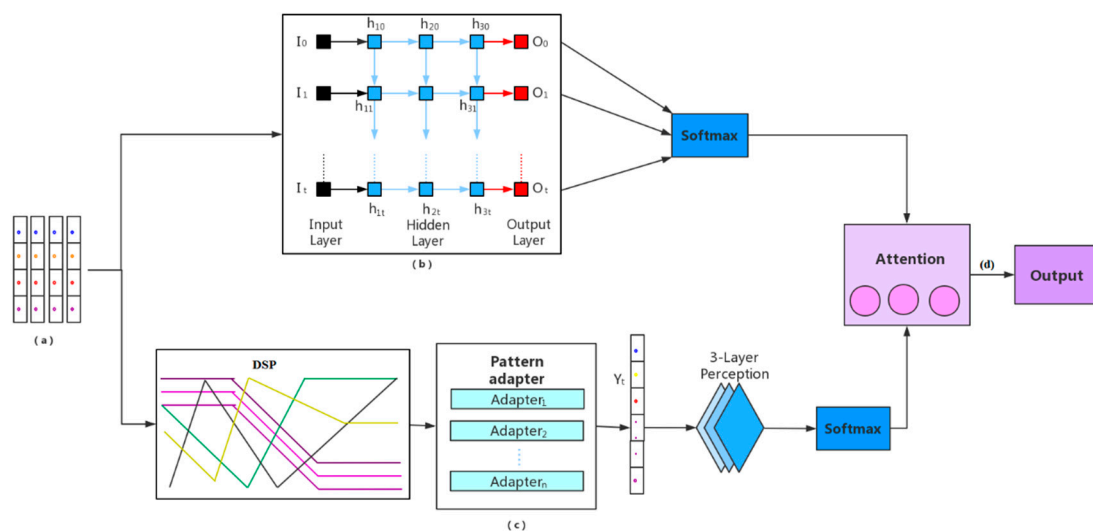 h10 h20 h30
I0 O0
I1 O1
h11 h31
Softmax
It Ot
h1t h2t h3t
Input Layer
Hidden Layer
Output Layer
( b )
( a )
Attention
(d)
Output
DSP
Pattern adapter
Adapter1
Adapter2
Adaptern
( c )
Yt
3-Layer
Perception
Softmax